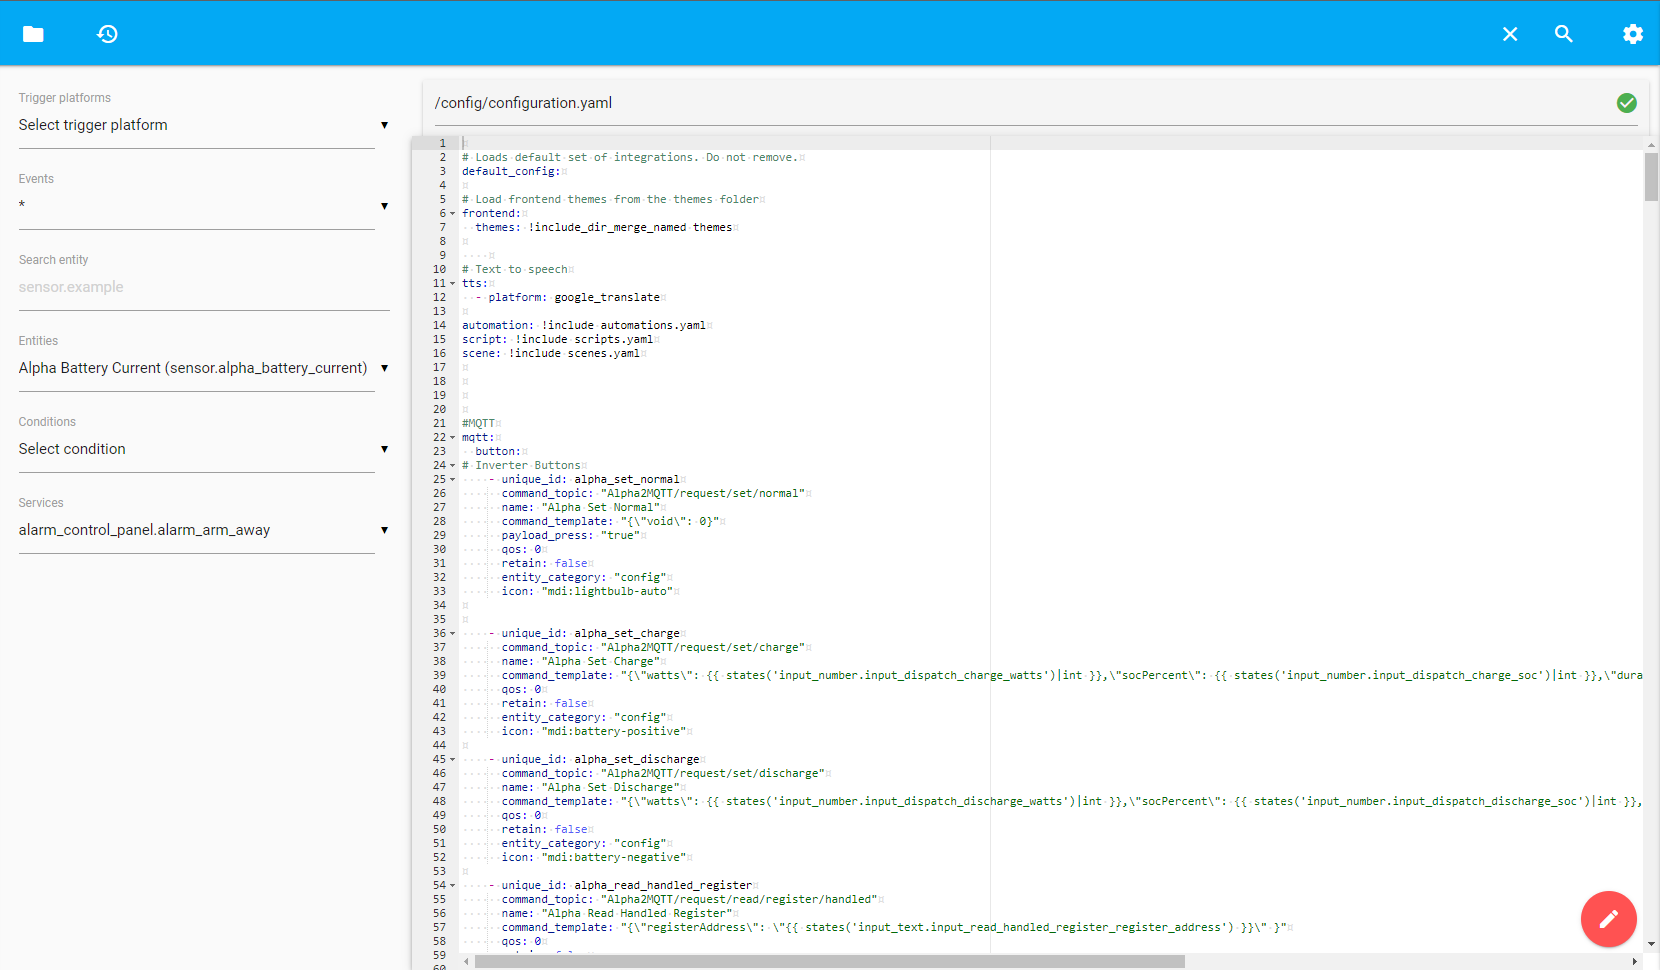 Trigger platforms
Select trigger platform
Events
*
Search entity
sensor.example
Entities
Alpha Battery Current (sensor.alpha_battery_current)
Conditions
Select condition
Services
alarm_control_panel.alarm_arm_away
/config/configuration.yaml
1
2 # Loads default set of integrations. Do not remove.
3 default_config:
4
5 # Load frontend themes from the themes folder
6 frontend:
7   themes: !include_dir_merge_named themes
8
9
10 # Text to speech
11 tts:
12   - platform: google_translate
13
14 automation: !include automations.yaml
15 script: !include scripts.yaml
16 scene: !include scenes.yaml
17
18
19
20
21 #MQTT
22 mqtt:
23   button:
24 # Inverter Buttons
25     - unique_id: alpha_set_normal
26       command_topic: "Alpha2MQTT/request/set/normal"
27       name: "Alpha Set Normal"
28       command_template: "{\"void\": 0}"
29       payload_press: "true"
30       qos: 0
31       retain: false
32       entity_category: "config"
33       icon: "mdi:lightbulb-auto"
34
35
36     - unique_id: alpha_set_charge
37       command_topic: "Alpha2MQTT/request/set/charge"
38       name: "Alpha Set Charge"
39       command_template: "{\"watts\": {{ states('input_number.input_dispatch_charge_watts')|int }},\"socPercent\": {{ states('input_number.input_dispatch_charge_soc')|int }},\"dura
40       qos: 0
41       retain: false
42       entity_category: "config"
43       icon: "mdi:battery-positive"
44
45     - unique_id: alpha_set_discharge
46       command_topic: "Alpha2MQTT/request/set/discharge"
47       name: "Alpha Set Discharge"
48       command_template: "{\"watts\": {{ states('input_number.input_dispatch_discharge_watts')|int }},\"socPercent\": {{ states('input_number.input_dispatch_discharge_soc')|int }},
49       qos: 0
50       retain: false
51       entity_category: "config"
52       icon: "mdi:battery-negative"
53
54     - unique_id: alpha_read_handled_register
55       command_topic: "Alpha2MQTT/request/read/register/handled"
56       name: "Alpha Read Handled Register"
57       command_template: "{\"registerAddress\": \"{{ states('input_text.input_read_handled_register_register_address') }}\" }"
58       qos: 0
59
60